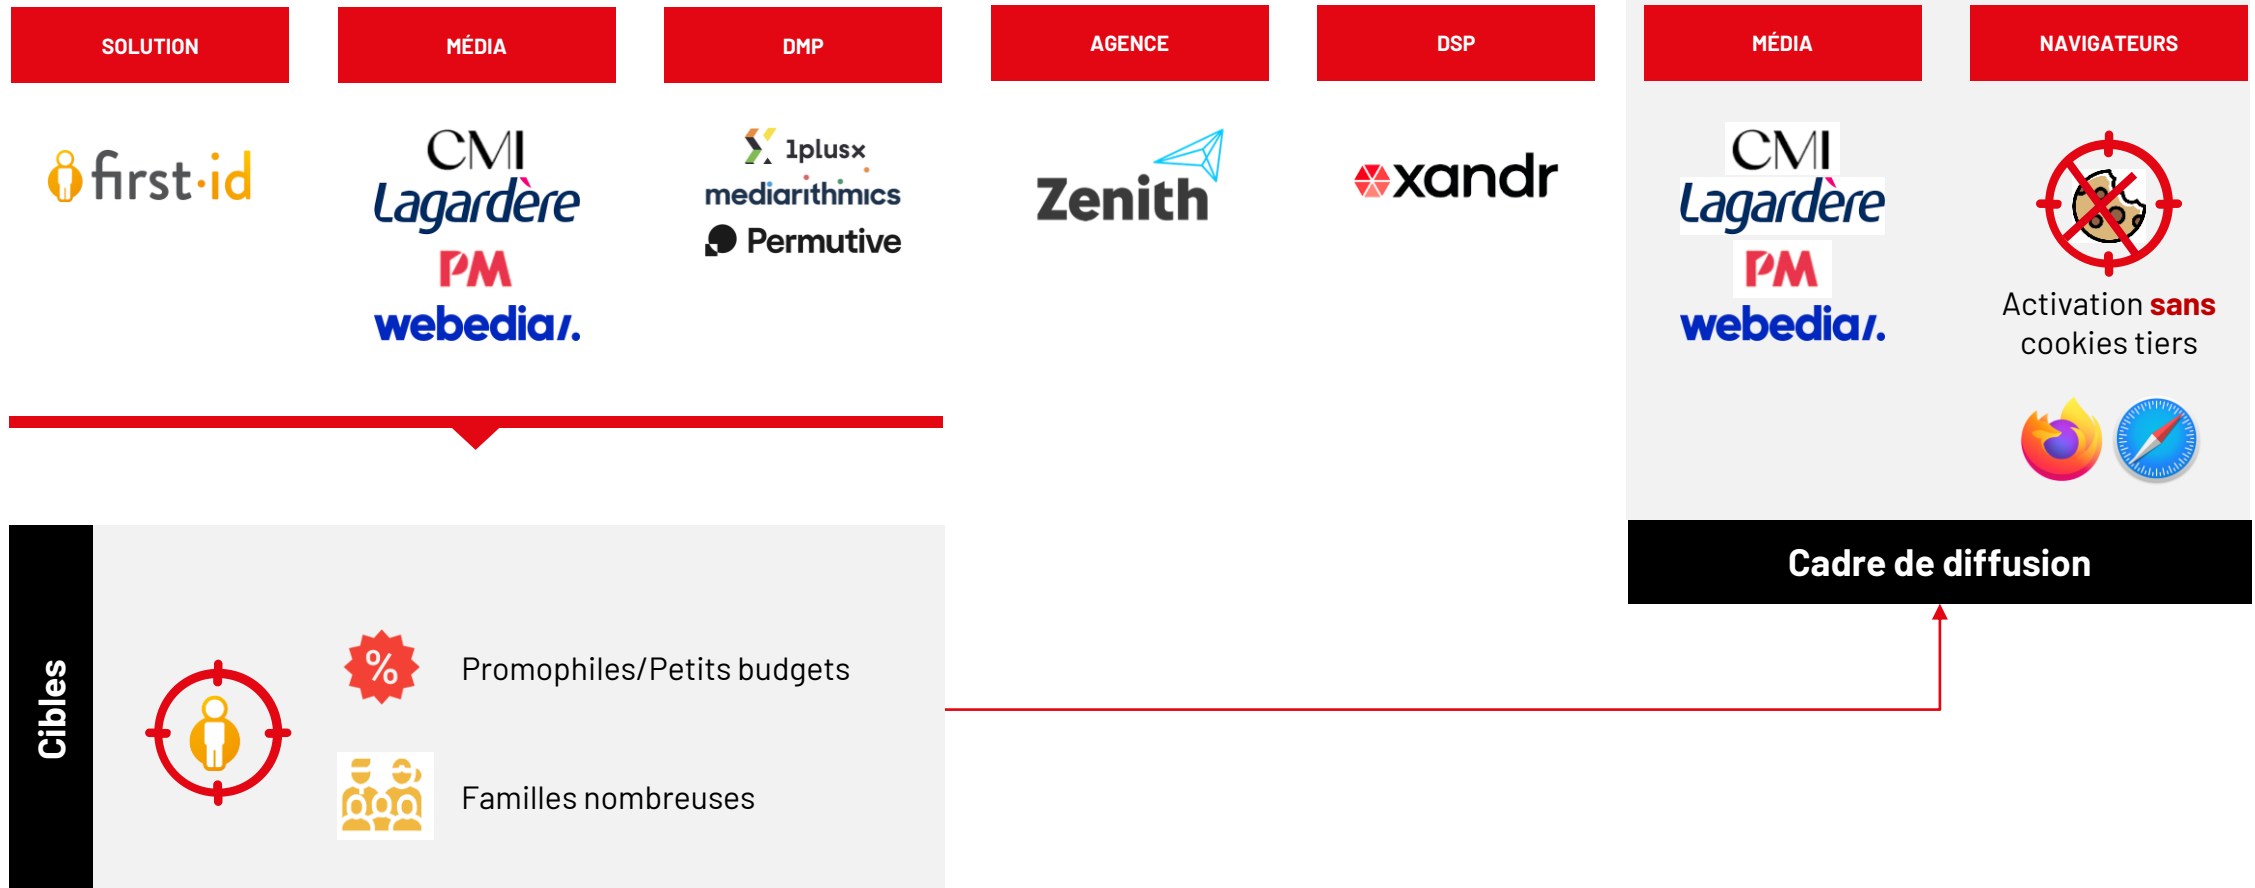 SOLUTION
MÉDIA
DMP
AGENCE
DSP
MÉDIA
NAVIGATEURS
first·id
CMI
Lagardère
PM
webedia/.
1plusx
mediarithmics
Permutive
Zenith
xandr
CMI
Lagardère
PM
webedia/.
Activation sans
cookies tiers
Cadre de diffusion
Cibles
%
Promophiles/Petits budgets
Familles nombreuses